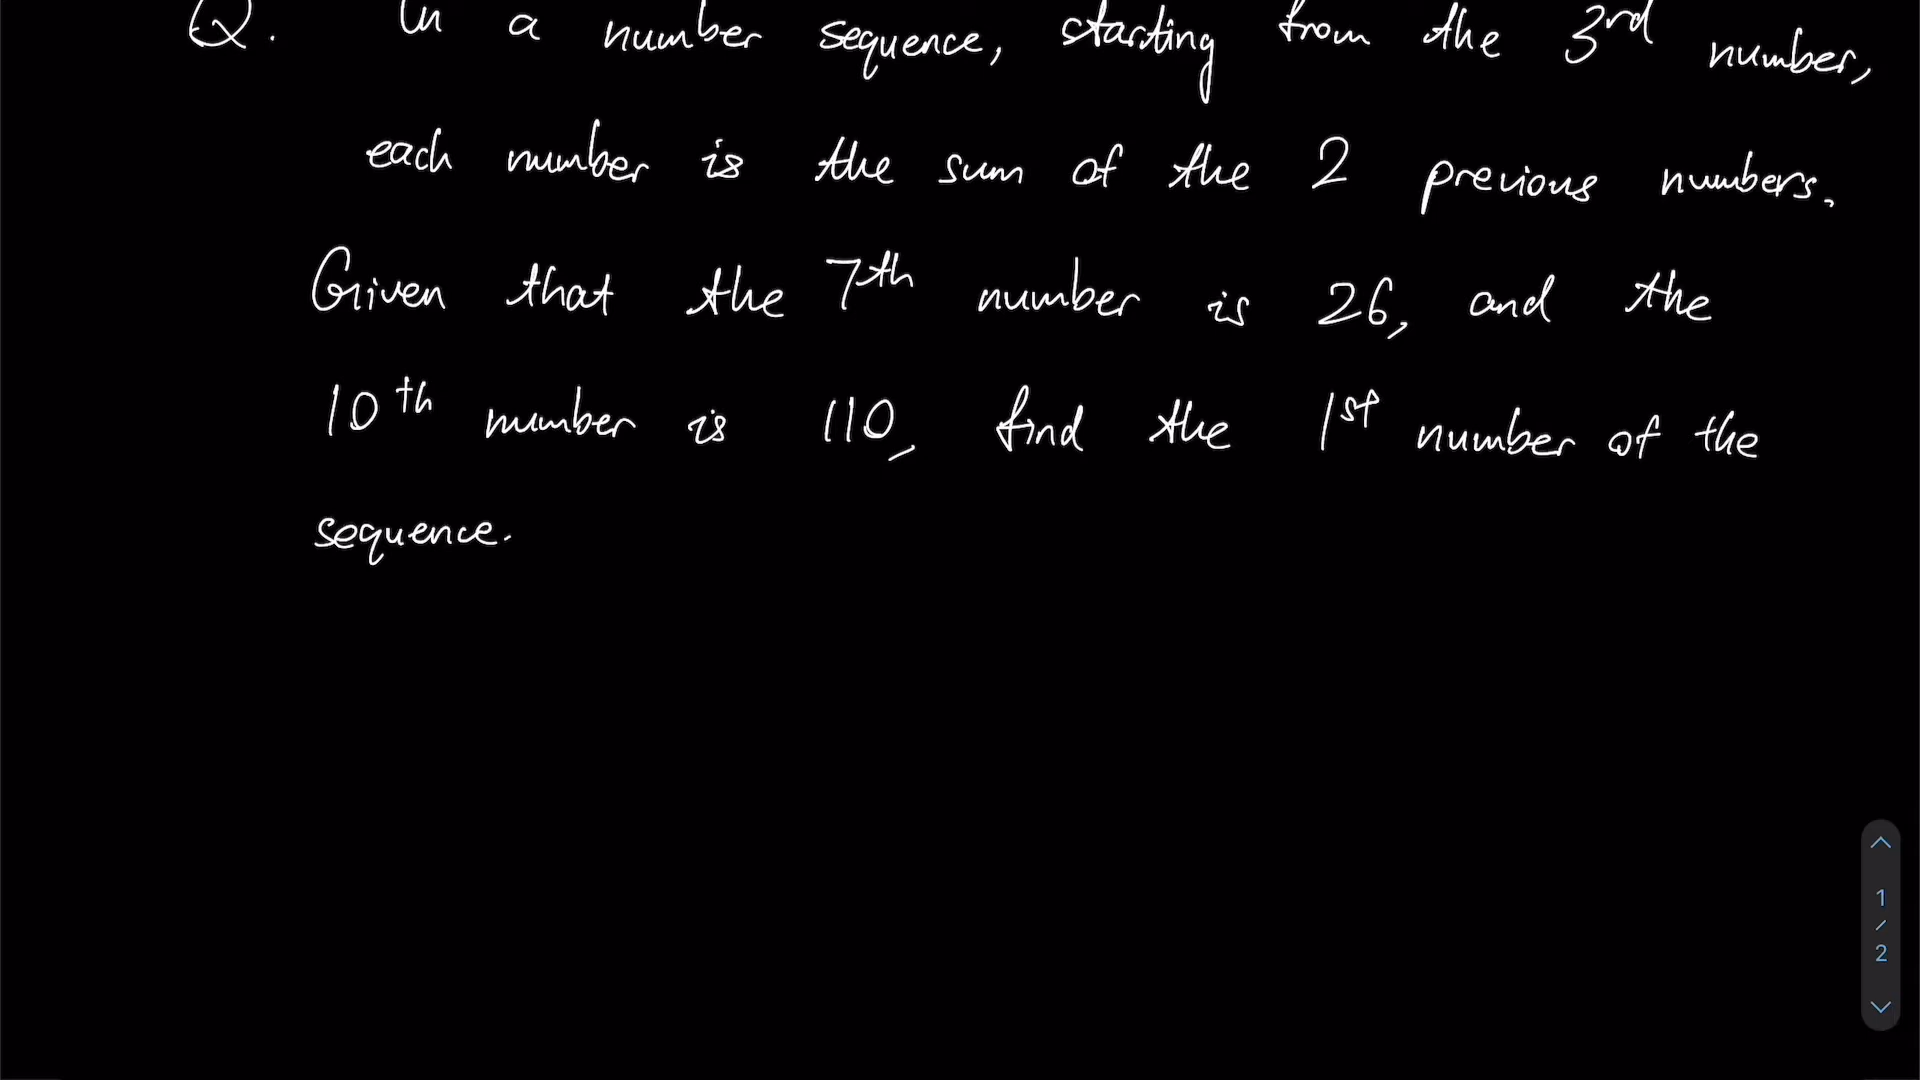 Q. In a number sequence, starting from the 3rd number,
each number is the sum of the 2 previous numbers.
Given that the 7th number is 26, and the
10th number is 110, find the 1st number of the
sequence.
1
/
2